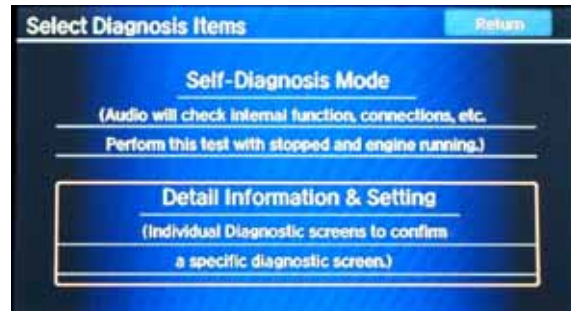 Select Diagnosis Items
Return
Self-Diagnosis Mode
(Audio will check internal function, connections, etc.
Perform this test with stopped and engine running.)
Detail Information & Setting
(Individual Diagnostic screens to confirm
a specific diagnostic screen.)